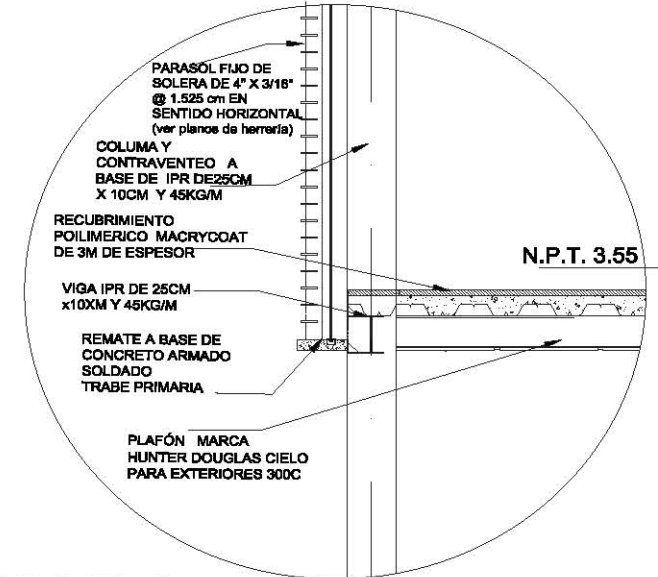 PARASOL FIJO DE
SOLERA DE 4" X 3/16"
@ 1.525 cm EN
SENTIDO HORIZONTAL
(ver planos de herrería)
COLUMA Y
CONTRAVENTEO A
BASE DE IPR DE25CM
X 10CM Y 45KG/M
RECUBRIMIENTO
POILIMERICO MACRYCOAT
DE 3M DE ESPESOR
N.P.T. 3.55
VIGA IPR DE 25CM
x10XM Y 45KG/M
REMATE A BASE DE
CONCRETO ARMADO
SOLDADO
TRABE PRIMARIA
PLAFÓN MARCA
HUNTER DOUGLAS CIELO
PARA EXTERIORES 300C